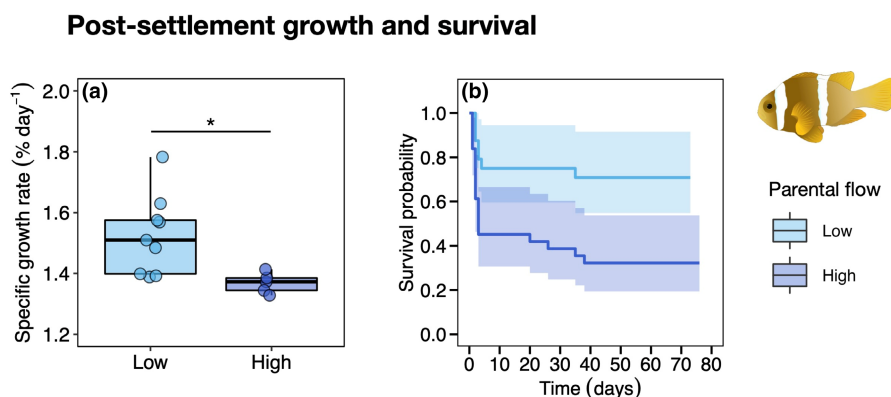 Post-settlement growth and survival
(a)
Specific growth rate (% day⁻¹)
2.0
1.8
1.6
1.4
1.2
*
Low
High
(b)
Survival probability
1.0
0.8
0.6
0.4
0.2
0.0
0 10 20 30 40 50 60 70 80
Time (days)
Parental flow
Low
High